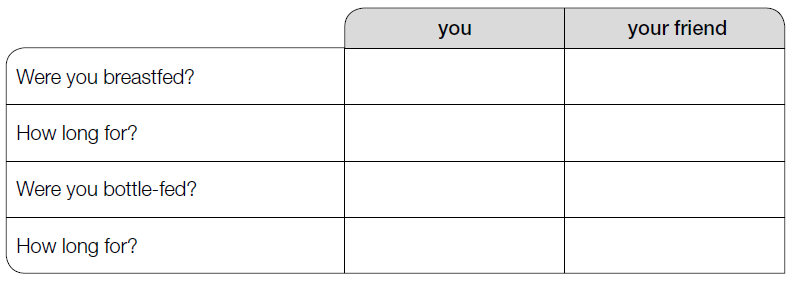 you your friend
Were you breastfed?
How long for?
Were you bottle-fed?
How long for?